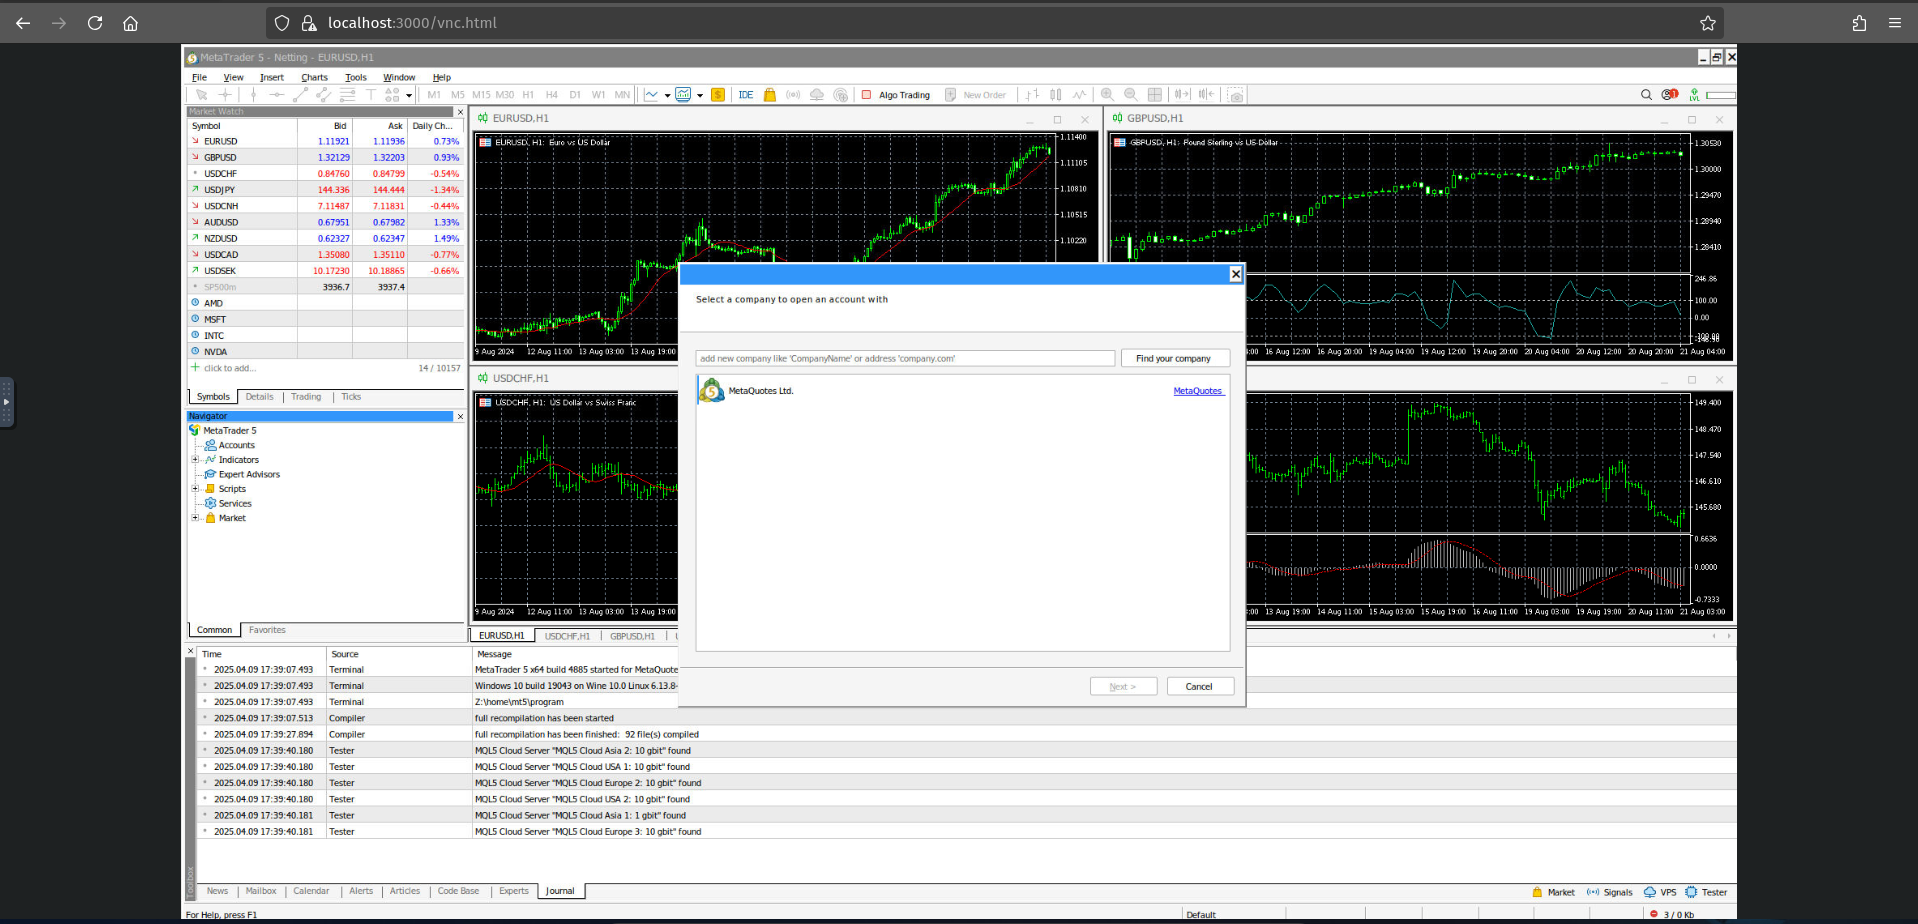 localhost:3000/vnc.html
MetaTrader 5 - Netting - EURUSD,H1
File View Insert Charts Tools Window Help
M1 M5 M15 M30 H1 H4 D1 W1 MN IDE Algo Trading New Order
Market Watch
Symbol Bid Ask Daily Ch...
EURUSD 1.11921 1.11936 0.73%
GBPUSD 1.32129 1.32203 0.93%
USDCHF 0.84760 0.84799 -0.54%
USDJPY 144.336 144.444 -1.34%
USDCNH 7.11487 7.11831 -0.44%
AUDUSD 0.67951 0.67982 1.33%
NZDUSD 0.62327 0.62347 1.49%
USDCAD 1.35080 1.35110 -0.77%
USDSEK 10.17230 10.18865 -0.66%
SP500m 3936.7 3937.4
AMD
MSFT
INTC
NVDA
click to add... 14 / 10157
Symbols Details Trading Ticks
Navigator
MetaTrader 5
Accounts
Indicators
Expert Advisors
Scripts
Services
Market
Common Favorites
EURUSD,H1
EURUSD, H1: Euro vs US Dollar
1.11400
1.11105
1.10810
1.10515
1.10220
9 Aug 2024 12 Aug 11:00 13 Aug 03:00 13 Aug 19:00
GBPUSD,H1
GBPUSD, H1: Pound Sterling vs US Dollar
1.30530
1.30000
1.29470
1.28940
1.28410
246.86
100.00
0.00
-100.00
:00 16 Aug 12:00 19 Aug 04:00 19 Aug 12:00 19 Aug 20:00 20 Aug 04:00 20 Aug 12:00 20 Aug 20:00 21 Aug 04:00
USDCHF,H1
USDCHF, H1: US Dollar vs Swiss Franc
9 Aug 2024 12 Aug 11:00 13 Aug 03:00 13 Aug 19:00
149.400
148.470
147.540
146.610
145.680
0.6636
0.0000
-0.7333
:00 13 Aug 19:00 14 Aug 11:00 15 Aug 03:00 15 Aug 19:00 16 Aug 11:00 19 Aug 03:00 19 Aug 19:00 20 Aug 11:00 21 Aug 03:00
Select a company to open an account with
add new company like 'CompanyName' or address 'company.com'
Find your company
MetaQuotes Ltd. MetaQuotes
Next > Cancel
EURUSD,H1 USDCHF,H1 GBPUSD,H1
Time Source Message
2025.04.09 17:39:07.493 Terminal MetaTrader 5 x64 build 4885 started for MetaQuote
2025.04.09 17:39:07.493 Terminal Windows 10 build 19043 on Wine 10.0 Linux 6.13.8-
2025.04.09 17:39:07.493 Terminal Z:\home\mt5\program
2025.04.09 17:39:07.513 Compiler full recompilation has been started
2025.04.09 17:39:27.894 Compiler full recompilation has been finished: 92 file(s) compiled
2025.04.09 17:39:40.180 Tester MQL5 Cloud Server "MQL5 Cloud Asia 2: 10 gbit" found
2025.04.09 17:39:40.180 Tester MQL5 Cloud Server "MQL5 Cloud USA 1: 10 gbit" found
2025.04.09 17:39:40.180 Tester MQL5 Cloud Server "MQL5 Cloud Europe 2: 10 gbit" found
2025.04.09 17:39:40.180 Tester MQL5 Cloud Server "MQL5 Cloud USA 2: 10 gbit" found
2025.04.09 17:39:40.181 Tester MQL5 Cloud Server "MQL5 Cloud Asia 1: 1 gbit" found
2025.04.09 17:39:40.181 Tester MQL5 Cloud Server "MQL5 Cloud Europe 3: 10 gbit" found
Toolbox
News Mailbox Calendar Alerts Articles Code Base Experts Journal
Market Signals VPS Tester
For Help, press F1 Default 3 / 0 Kb